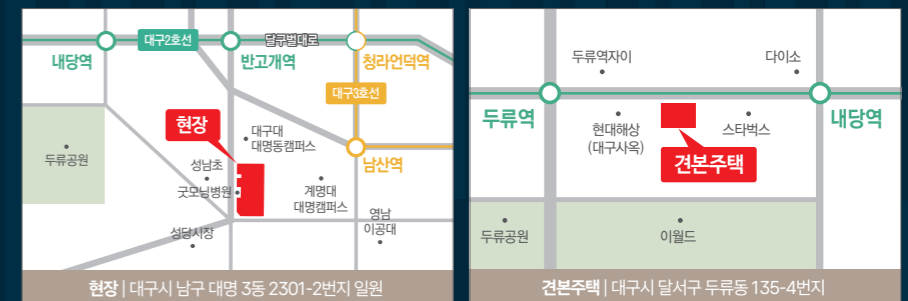 대구2호선
달구벌대로
내당역
반고개역
청라언덕역
대구3호선
현장
대구대
대명동캠퍼스
두류공원
성남초
남산역
굿모닝병원
계명대
대명캠퍼스
영남
이공대
성당시장
현장 | 대구시 남구 대명 3동 2301-2번지 일원
두류역자이
다이소
두류역
현대해상
(대구사옥)
스타벅스
내당역
견본주택
두류공원
이월드
견본주택 | 대구시 달서구 두류동 135-4번지